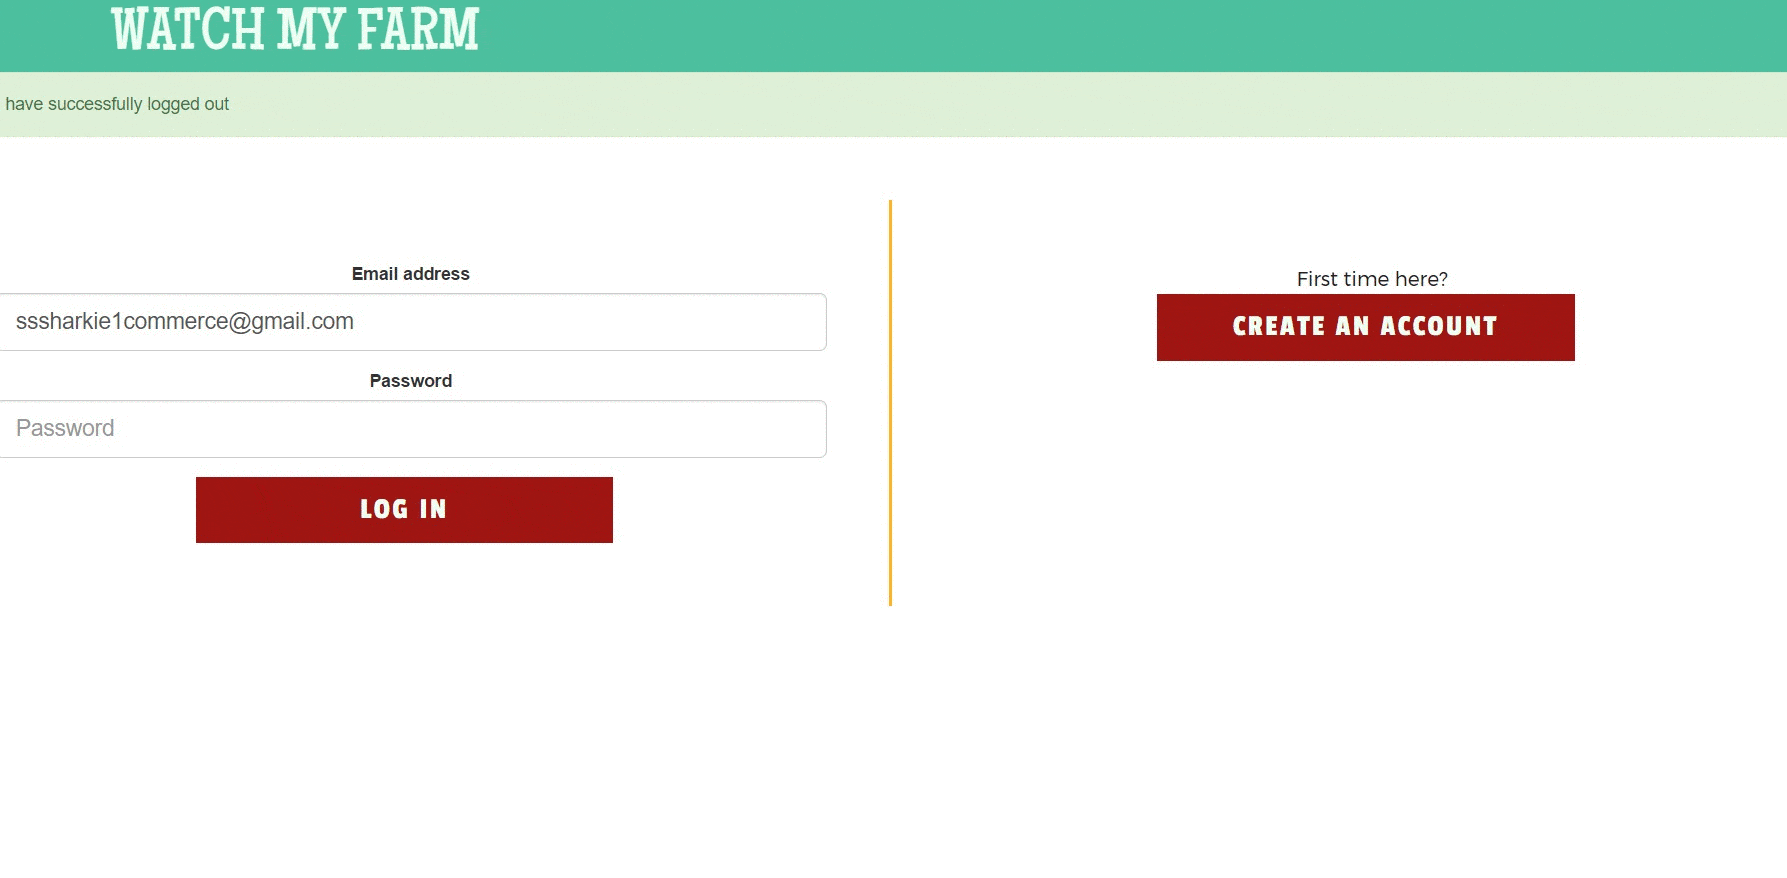 WATCH MY FARM
have successfully logged out
Email address
sssharkie1commerce@gmail.com
Password
Password
LOG IN
First time here?
CREATE AN ACCOUNT